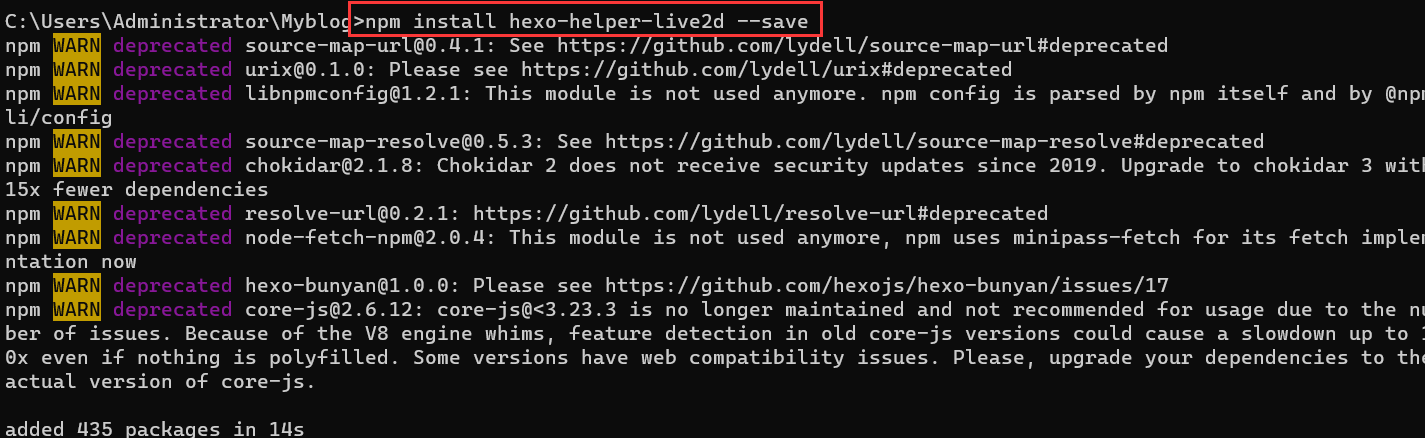 C:\Users\Administrator\Myblog>npm install hexo-helper-live2d --save
npm WARN deprecated source-map-url@0.4.1: See https://github.com/lydell/source-map-url#deprecated
npm WARN deprecated urix@0.1.0: Please see https://github.com/lydell/urix#deprecated
npm WARN deprecated libnpmconfig@1.2.1: This module is not used anymore. npm config is parsed by npm itself and by @npm
li/config
npm WARN deprecated source-map-resolve@0.5.3: See https://github.com/lydell/source-map-resolve#deprecated
npm WARN deprecated chokidar@2.1.8: Chokidar 2 does not receive security updates since 2019. Upgrade to chokidar 3 with
15x fewer dependencies
npm WARN deprecated resolve-url@0.2.1: https://github.com/lydell/resolve-url#deprecated
npm WARN deprecated node-fetch-npm@2.0.4: This module is not used anymore, npm uses minipass-fetch for its fetch implem
ntation now
npm WARN deprecated hexo-bunyan@1.0.0: Please see https://github.com/hexojs/hexo-bunyan/issues/17
npm WARN deprecated core-js@2.6.12: core-js@<3.23.3 is no longer maintained and not recommended for usage due to the nu
ber of issues. Because of the V8 engine whims, feature detection in old core-js versions could cause a slowdown up to
0x even if nothing is polyfilled. Some versions have web compatibility issues. Please, upgrade your dependencies to the
actual version of core-js.
added 435 packages in 14s